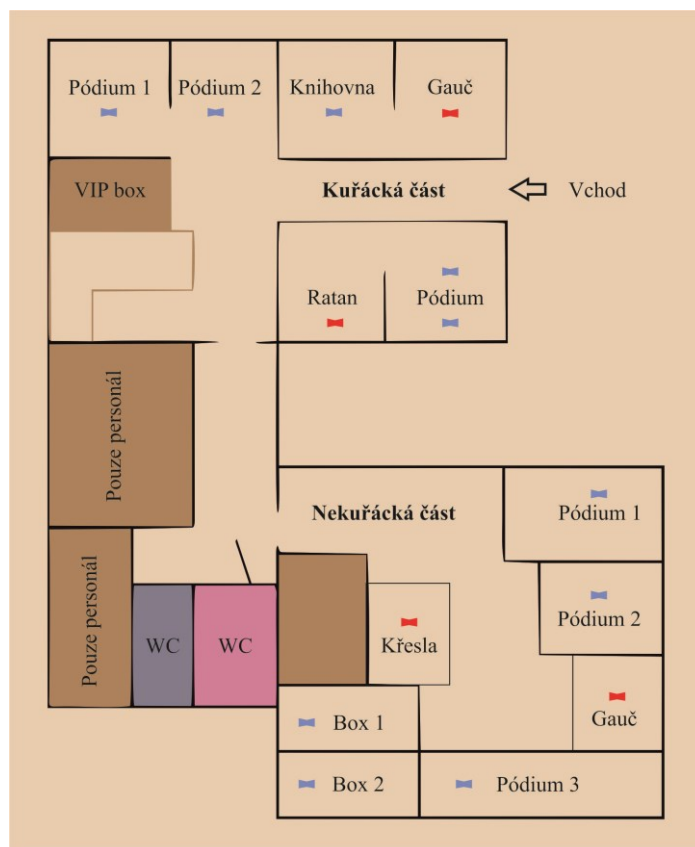 Pódium 1
Pódium 2
Knihovna
Gauč
VIP box
Kuřácká část
Vchod
Ratan
Pódium
Pouze personál
Nekuřácká část
Pódium 1
Pouze personál
WC
WC
Křesla
Pódium 2
Gauč
Box 1
Box 2
Pódium 3